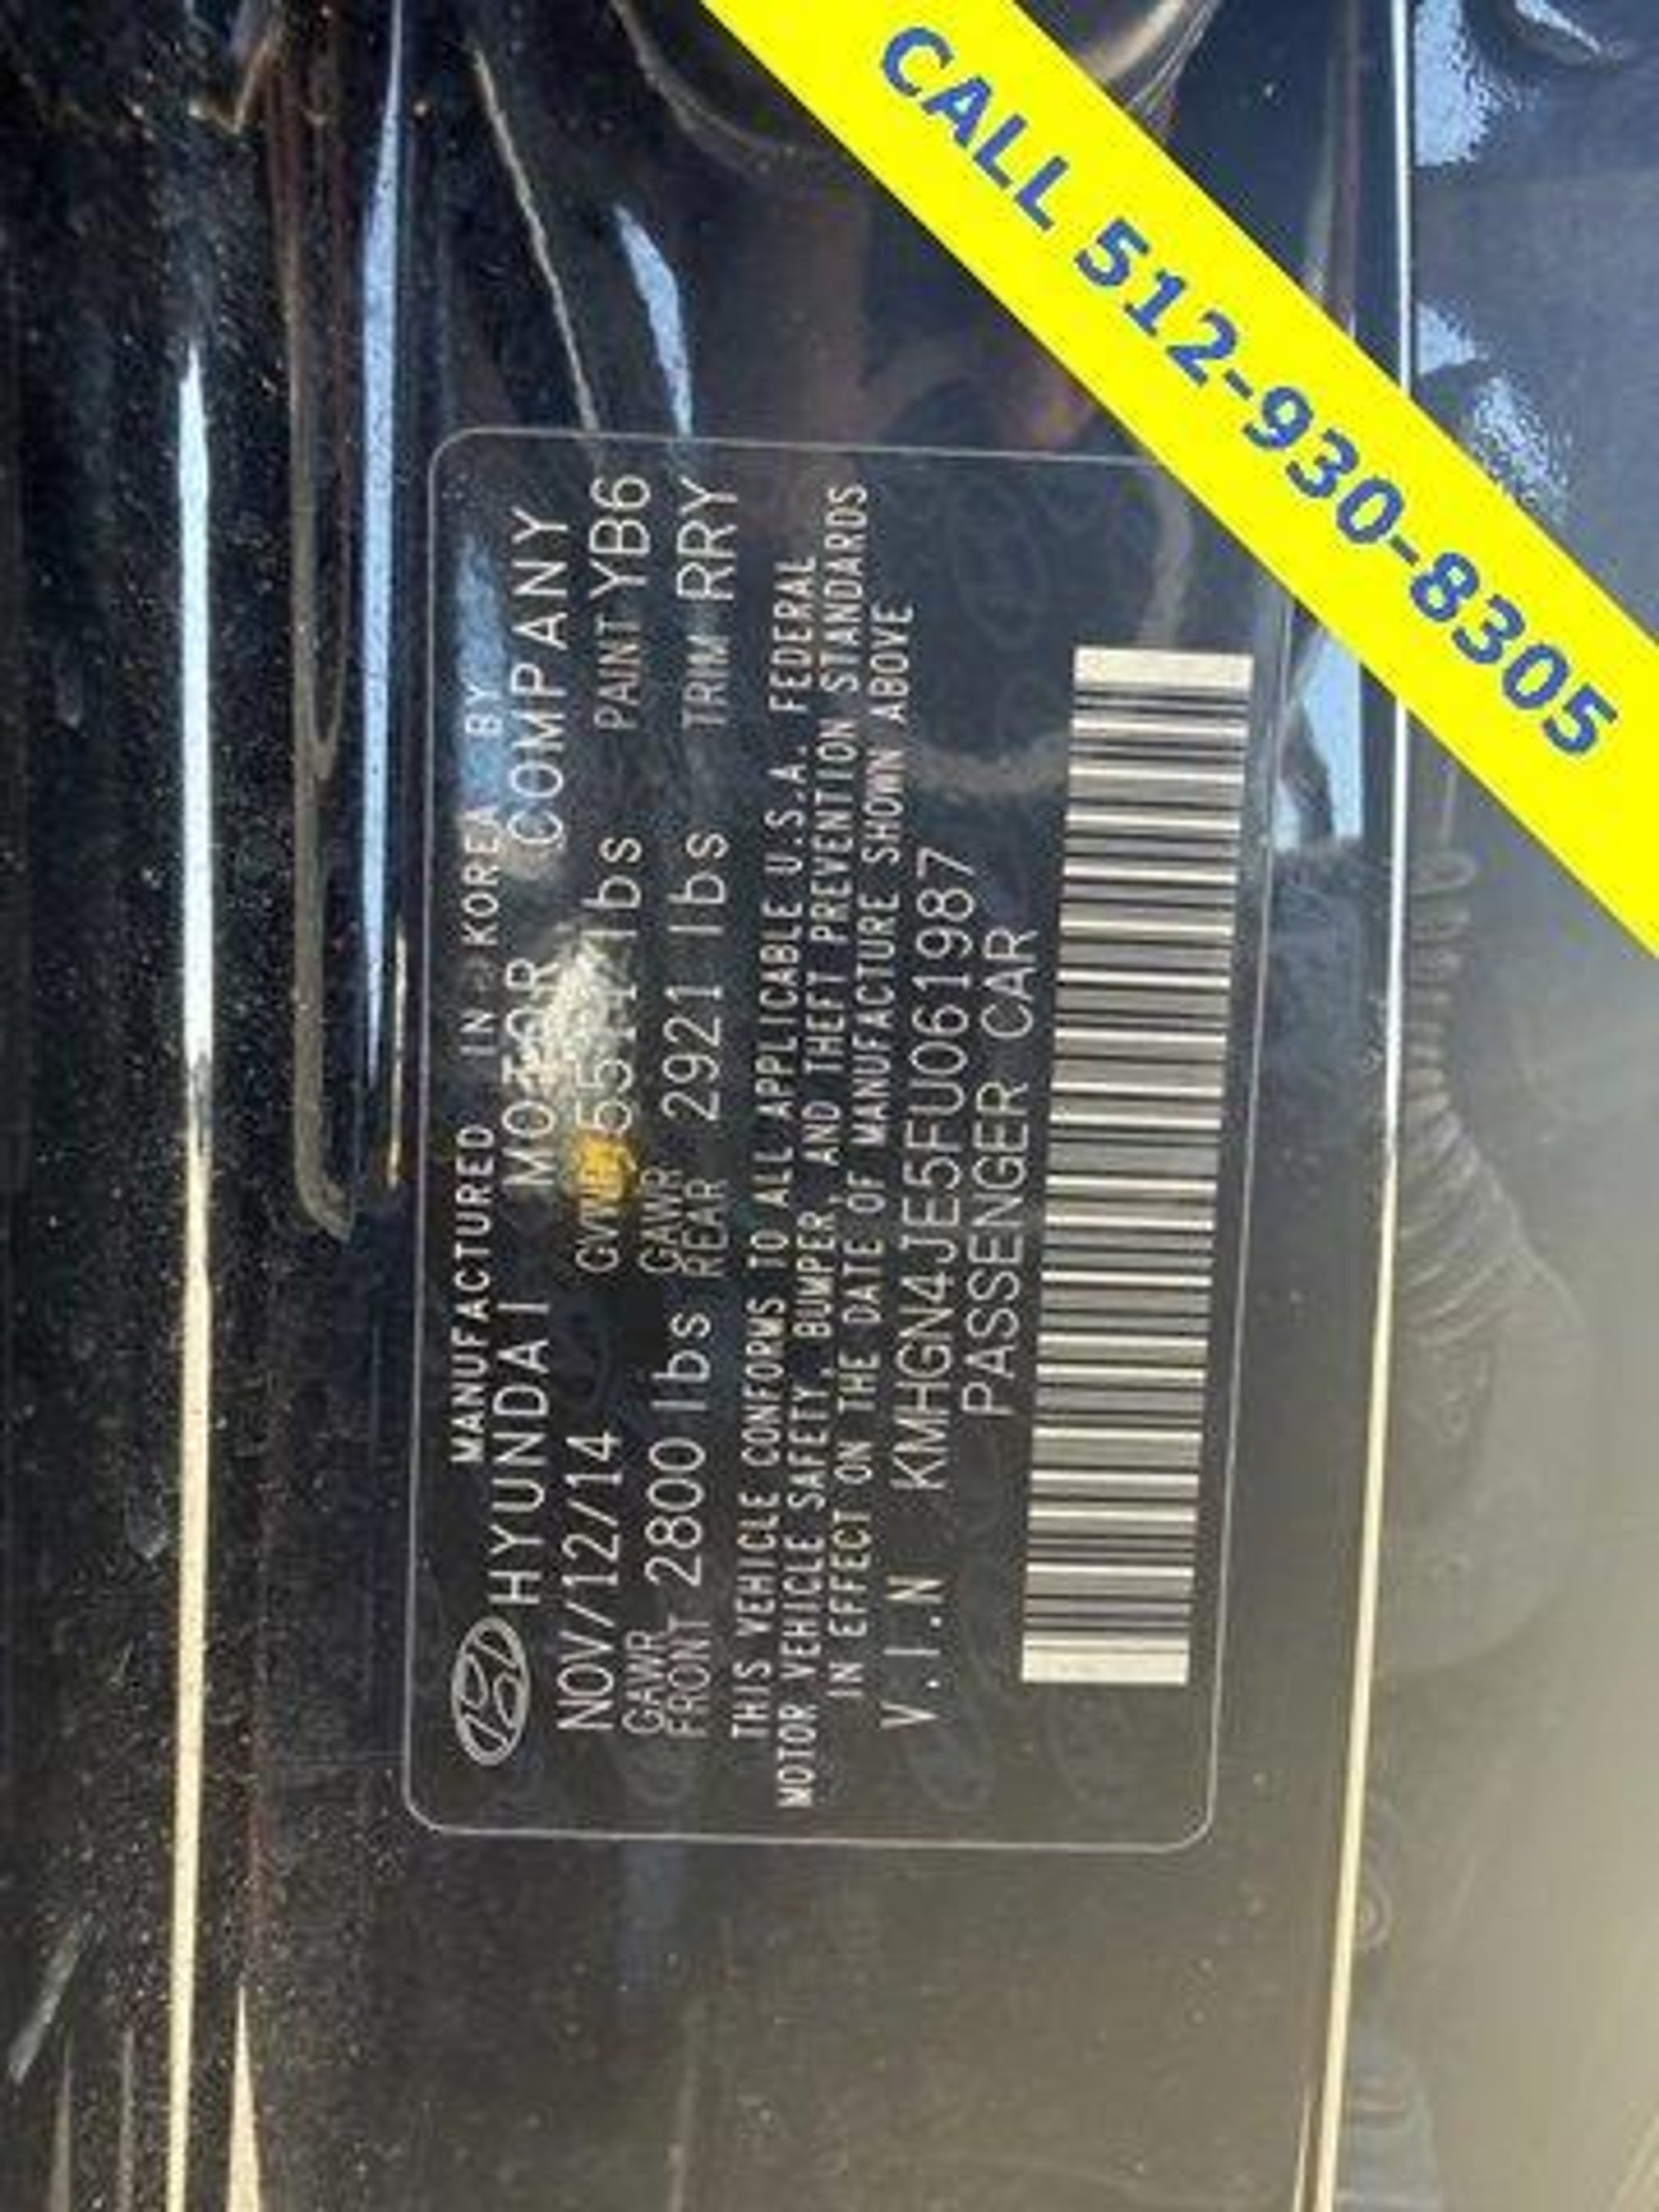 CALL 512-930-8305
MANUFACTURED IN KOREA BY
HYUNDAI MOTOR COMPANY
NOV/12/14 GVWR lbs PAINT YB6
GAWR FRONT 2800 lbs GAWR REAR 2921 lbs TRIM RRY
THIS VEHICLE CONFORMS TO ALL APPLICABLE U.S.A. FEDERAL
MOTOR VEHICLE SAFETY, BUMPER, AND THEFT PREVENTION STANDARDS
IN EFFECT ON THE DATE OF MANUFACTURE SHOWN ABOVE
V.I.N KMHGN4JE5FU061987
PASSENGER CAR